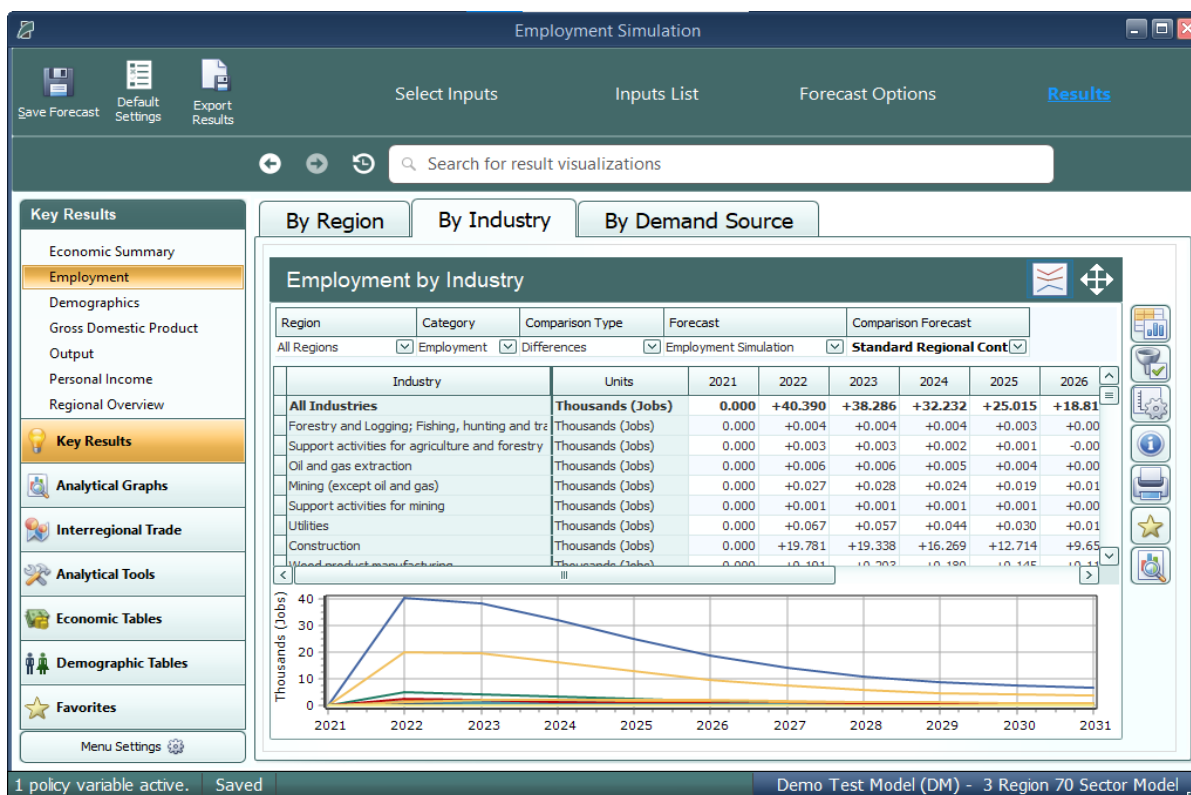 Employment Simulation
Save Forecast
Default Settings
Export Results
Select Inputs
Inputs List
Forecast Options
Results
Search for result visualizations
Key Results
Economic Summary
Employment
Demographics
Gross Domestic Product
Output
Personal Income
Regional Overview
Key Results
Analytical Graphs
Interregional Trade
Analytical Tools
Economic Tables
Demographic Tables
Favorites
Menu Settings
By Region By Industry By Demand Source
Employment by Industry
Region Category Comparison Type Forecast Comparison Forecast
All Regions Employment Differences Employment Simulation Standard Regional Cont
Industry Units 2021 2022 2023 2024 2025 2026
All Industries Thousands (Jobs) 0.000 +40.390 +38.286 +32.232 +25.015 +18.81
Forestry and Logging; Fishing, hunting and tra Thousands (Jobs) 0.000 +0.004 +0.004 +0.004 +0.003 +0.00
Support activities for agriculture and forestry Thousands (Jobs) 0.000 +0.003 +0.003 +0.002 +0.001 -0.00
Oil and gas extraction Thousands (Jobs) 0.000 +0.006 +0.006 +0.005 +0.004 +0.00
Mining (except oil and gas) Thousands (Jobs) 0.000 +0.027 +0.028 +0.024 +0.019 +0.01
Support activities for mining Thousands (Jobs) 0.000 +0.001 +0.001 +0.001 +0.001 +0.00
Utilities Thousands (Jobs) 0.000 +0.067 +0.057 +0.044 +0.030 +0.01
Construction Thousands (Jobs) 0.000 +19.781 +19.338 +16.269 +12.714 +9.65
Wood product manufacturing Thousands (Jobs) 0.000
Thousands (Jobs)
40
30
20
10
0
2021 2022 2023 2024 2025 2026 2027 2028 2029 2030 2031
1 policy variable active. Saved
Demo Test Model (DM) - 3 Region 70 Sector Model